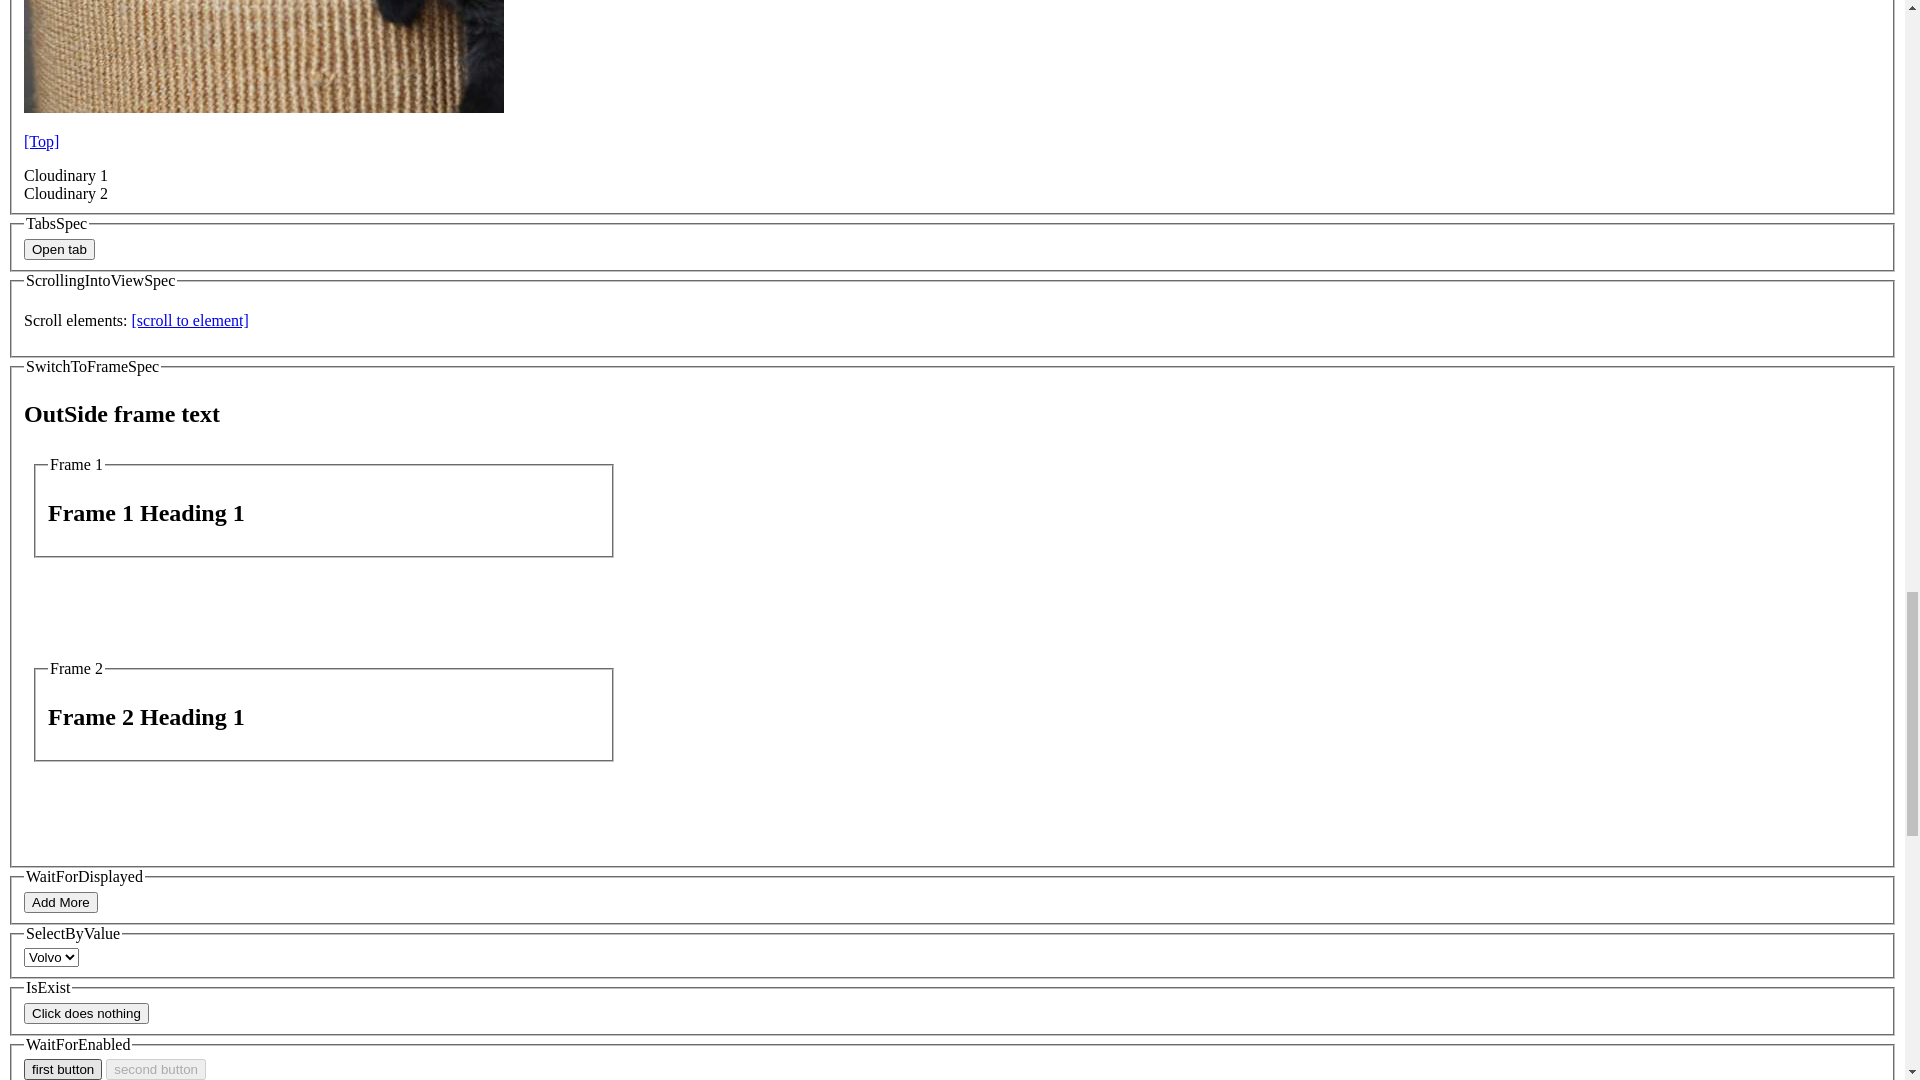 [Top]
Cloudinary 1
Cloudinary 2
TabsSpec
Open tab
ScrollingIntoViewSpec
Scroll elements: [scroll to element]
SwitchToFrameSpec
OutSide frame text
Frame 1
Frame 1 Heading 1
Frame 2
Frame 2 Heading 1
WaitForDisplayed
Add More
SelectByValue
Volvo
IsExist
Click does nothing
WaitForEnabled
first button second button